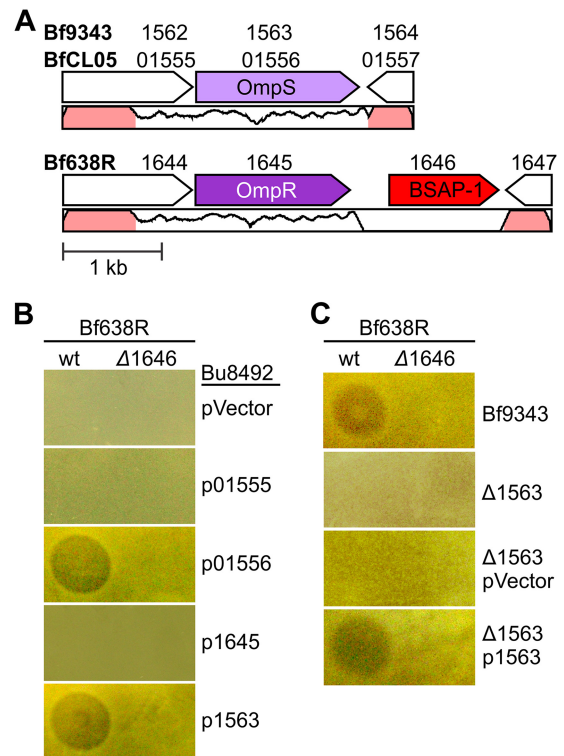 A
Bf9343 1562 1563 1564
BfCL05 01555 01556 01557
OmpS
Bf638R 1644 1645 1646 1647
OmpR BSAP-1
1 kb
B
Bf638R
wt Δ1646
Bu8492
pVector
p01555
p01556
p1645
p1563
C
Bf638R
wt Δ1646
Bf9343
Δ1563
Δ1563
pVector
Δ1563
p1563